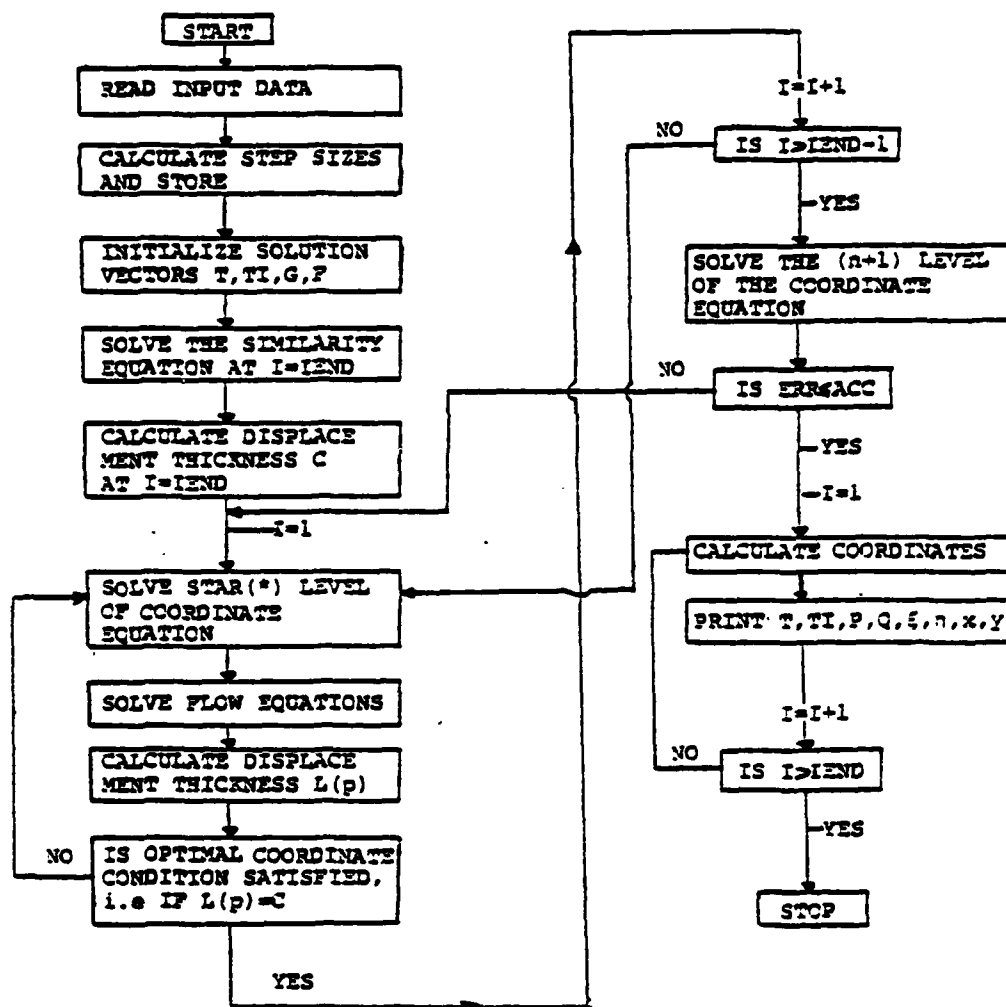 START
READ INPUT DATA
CALCULATE STEP SIZES
AND STORE
INITIALIZE SOLUTION
VECTORS T,TI,G,F
SOLVE THE SIMILARITY
EQUATION AT I=IEND
CALCULATE DISPLACE
MENT THICKNESS C
AT I=IEND
I=1
SOLVE STAR(*) LEVEL
OF COORDINATE
EQUATION
SOLVE FLOW EQUATIONS
CALCULATE DISPLACE
MENT THICKNESS L(p)
NO
IS OPTIMAL COORDINATE
CONDITION SATISFIED,
i.e IF L(p)=C
YES
I=I+1
NO
IS I>IEND-1
YES
SOLVE THE (n+1) LEVEL
OF THE COORDINATE
EQUATION
NO
IS ERR≤ACC
YES
I=1
CALCULATE COORDINATES
PRINT T,TI,P,Q,ξ,η,x,y
I=I+1
NO
IS I>IEND
YES
STOP